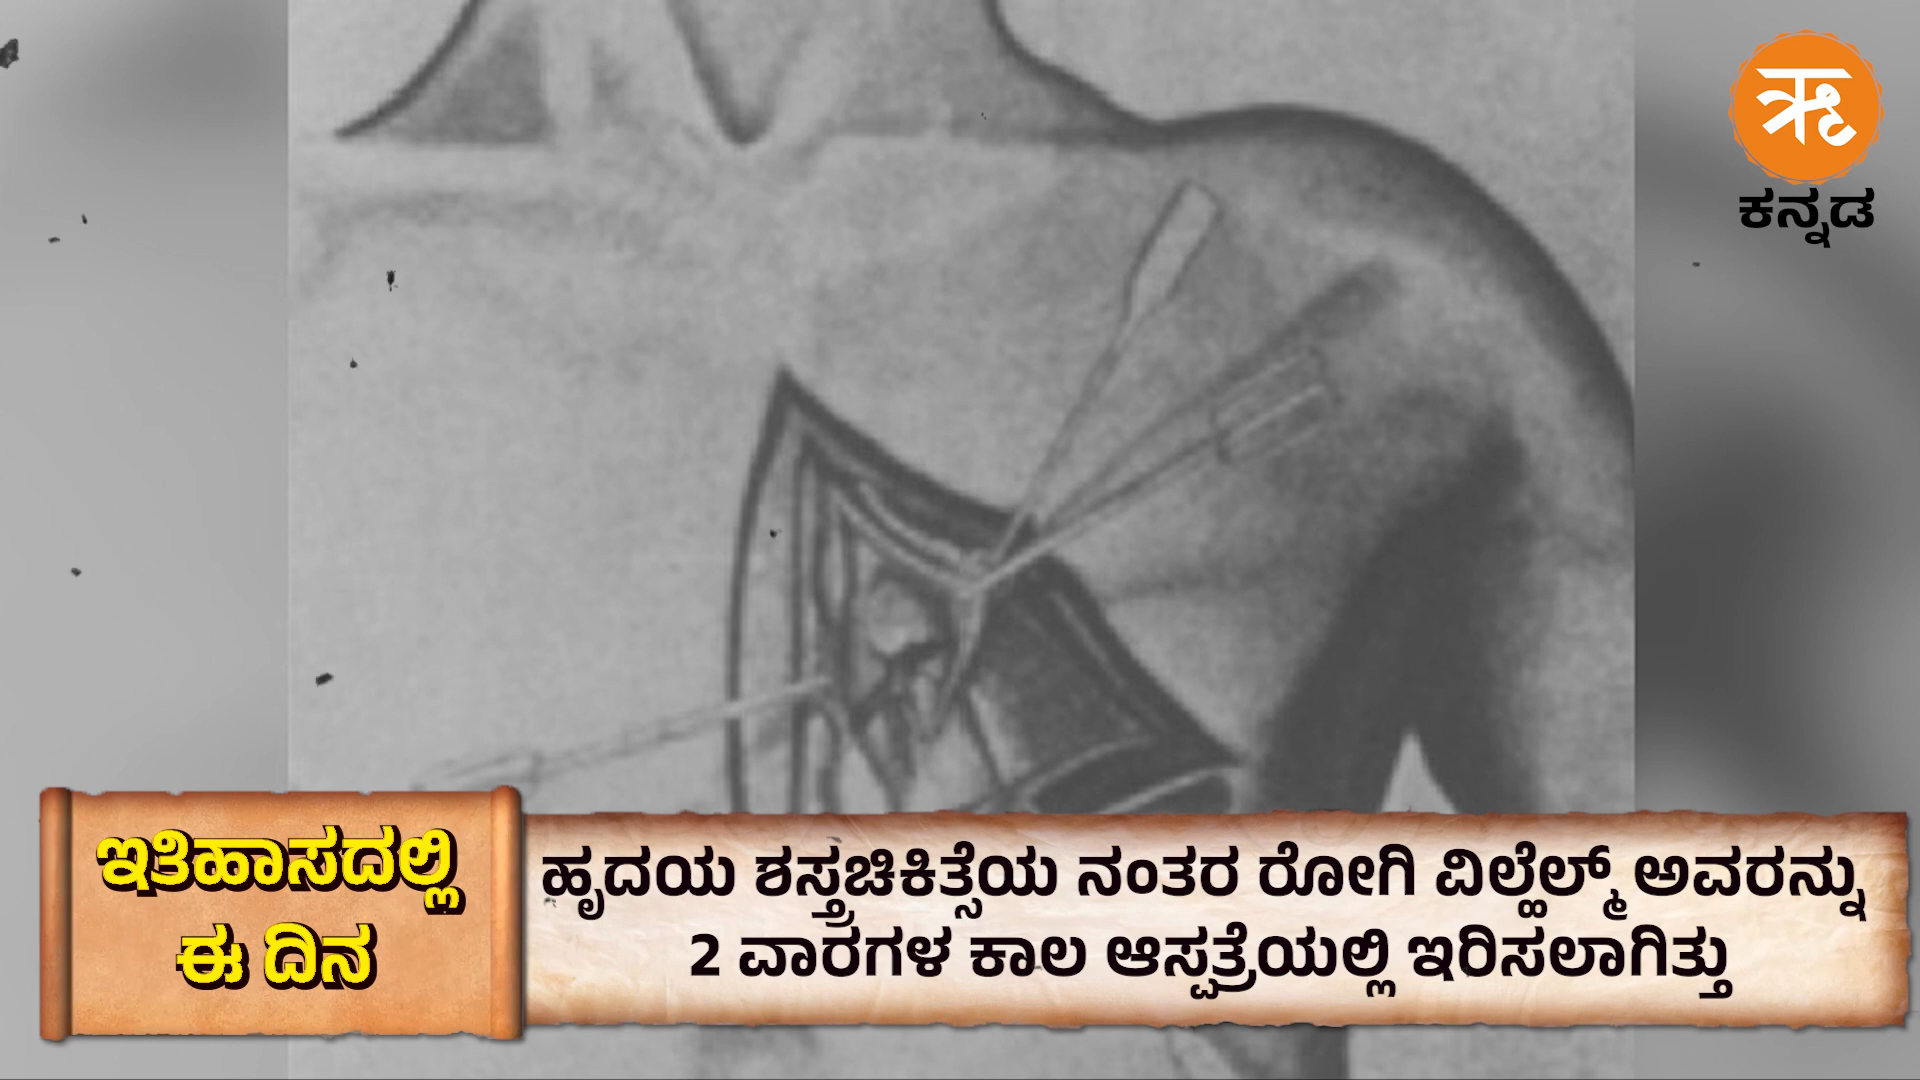 ಋ
ಕನ್ನಡ
ಇತಿಹಾಸದಲ್ಲಿ
ಈ ದಿನ
ಹೃದಯ ಶಸ್ತ್ರಚಿಕಿತ್ಸೆಯ ನಂತರ ರೋಗಿ ವಿಲ್ಹೆಲ್ಮ್ ಅವರನ್ನು
2 ವಾರಗಳ ಕಾಲ ಆಸ್ಪತ್ರೆಯಲ್ಲಿ ಇರಿಸಲಾಗಿತ್ತು